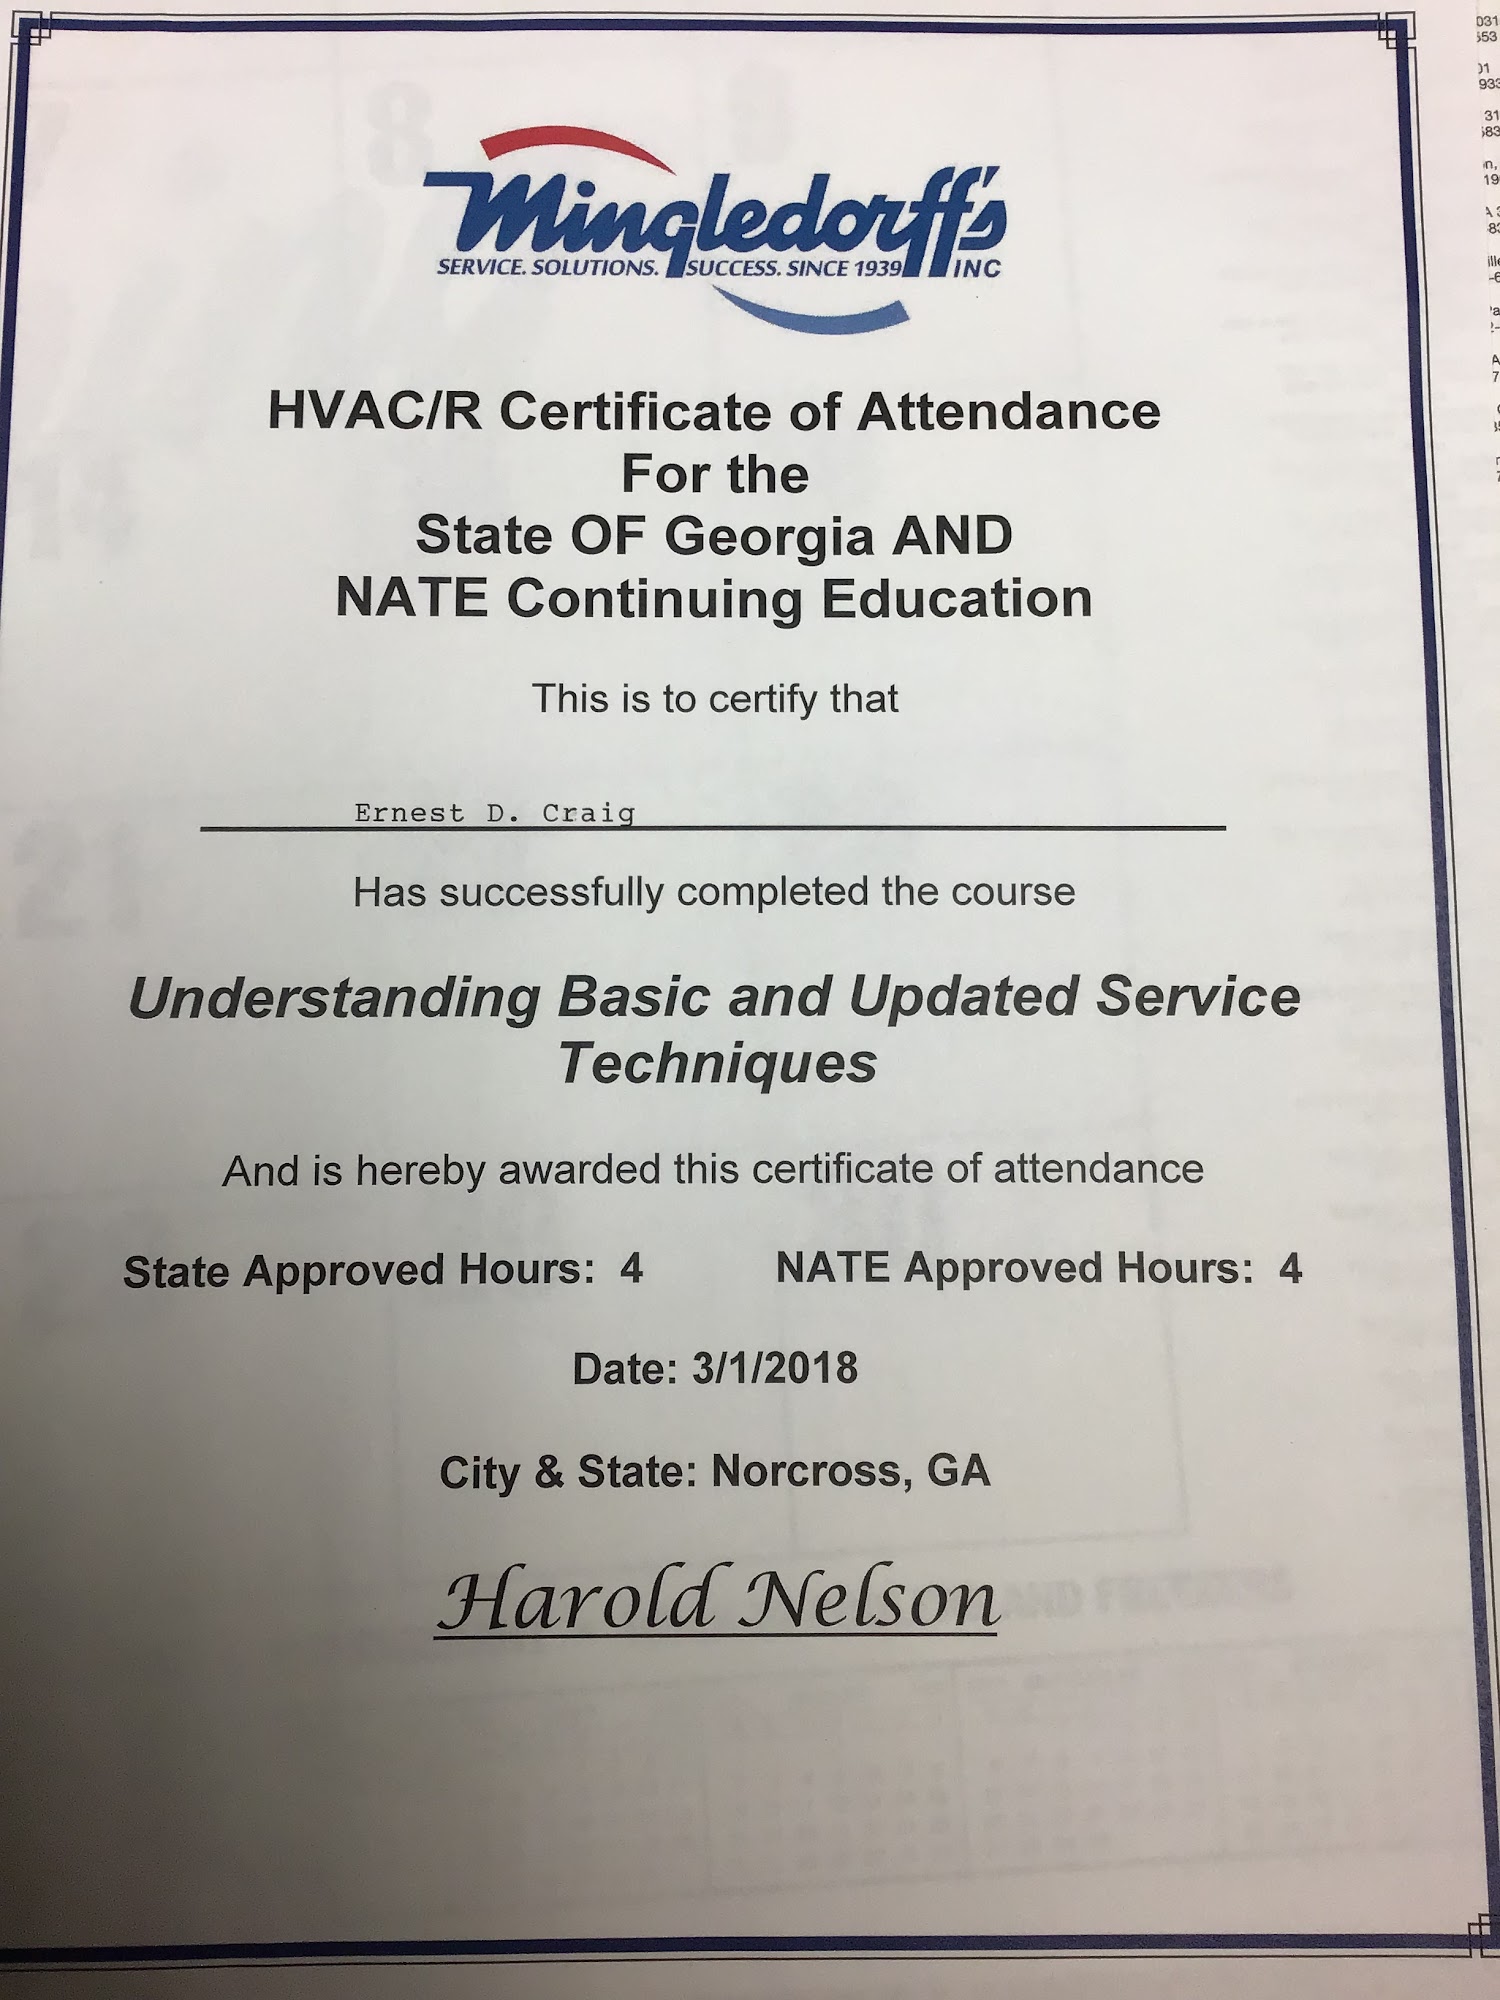 Mingledorff's
SERVICE. SOLUTIONS. SUCCESS. SINCE 1939 INC
HVAC/R Certificate of Attendance
For the
State OF Georgia AND
NATE Continuing Education
This is to certify that
Ernest D. Craig
Has successfully completed the course
Understanding Basic and Updated Service
Techniques
And is hereby awarded this certificate of attendance
State Approved Hours: 4 NATE Approved Hours: 4
Date: 3/1/2018
City & State: Norcross, GA
Harold Nelson